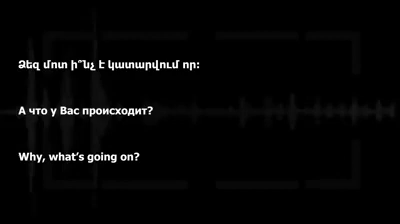 Ձեզ մոտ ի՞նչ է կատարվում որ:
А что у Вас происходит?
Why, what's going on?